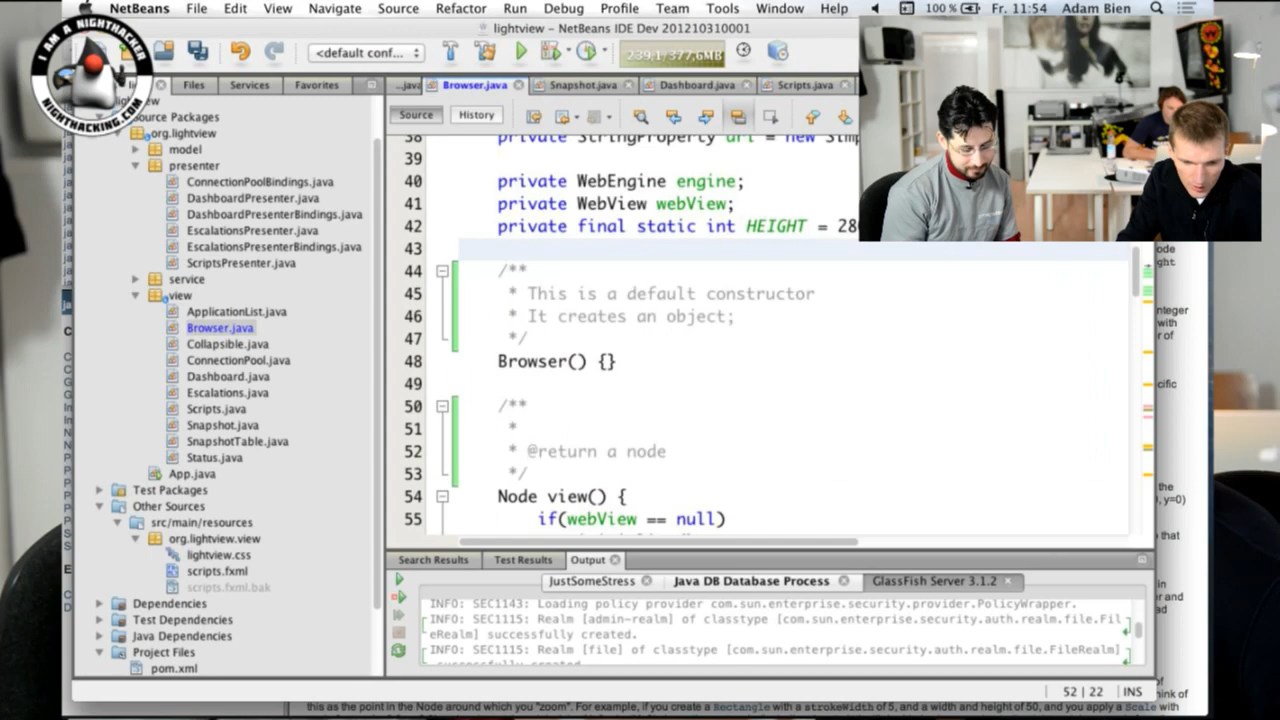 NetBeans File Edit View Navigate Source Refactor Run Debug Profile Team Tools Window Help 100 % Fr. 11:54 Adam Bien
lightview – NetBeans IDE Dev 201210310001
I AM A NIGHTHACKER
NIGHTHACKING.COM
<default conf...
239,1/377,6MB
Files Services Favorites
...java Browser.java Snapshot.java Dashboard.java Scripts.java
Source History
org.lightview
model
presenter
ConnectionPoolBindings.java
DashboardPresenter.java
DashboardPresenterBindings.java
EscalationsPresenter.java
EscalationsPresenterBindings.java
ScriptsPresenter.java
service
view
ApplicationList.java
Browser.java
Collapsible.java
ConnectionPool.java
Dashboard.java
Escalations.java
Scripts.java
Snapshot.java
SnapshotTable.java
Status.java
App.java
Test Packages
Other Sources
src/main/resources
org.lightview.view
lightview.css
scripts.fxml
scripts.fxml.bak
Dependencies
Test Dependencies
Java Dependencies
Project Files
pom.xml
38 private StringProperty url = new Simp
39
40 private WebEngine engine;
41 private WebView webView;
42 private final static int HEIGHT = 28
43
44 /**
45 * This is a default constructor
46 * It creates an object;
47 */
48 Browser() {}
49
50 /**
51 *
52 * @return a node
53 */
54 Node view() {
55 if(webView == null)
Search Results Test Results Output
JustSomeStress Java DB Database Process GlassFish Server 3.1.2
INFO: SEC1143: Loading policy provider com.sun.enterprise.security.provider.PolicyWrapper.
INFO: SEC1115: Realm [admin-realm] of classtype [com.sun.enterprise.security.auth.realm.file.Fil
eRealm] successfully created.
INFO: SEC1115: Realm [file] of classtype [com.sun.enterprise.security.auth.realm.file.FileRealm]
successfully created
52 | 22 INS
this as the point in the Node around which you "zoom". For example, if you create a Rectangle with a strokeWidth of 5, and a width and height of 50, and you apply a Scale with